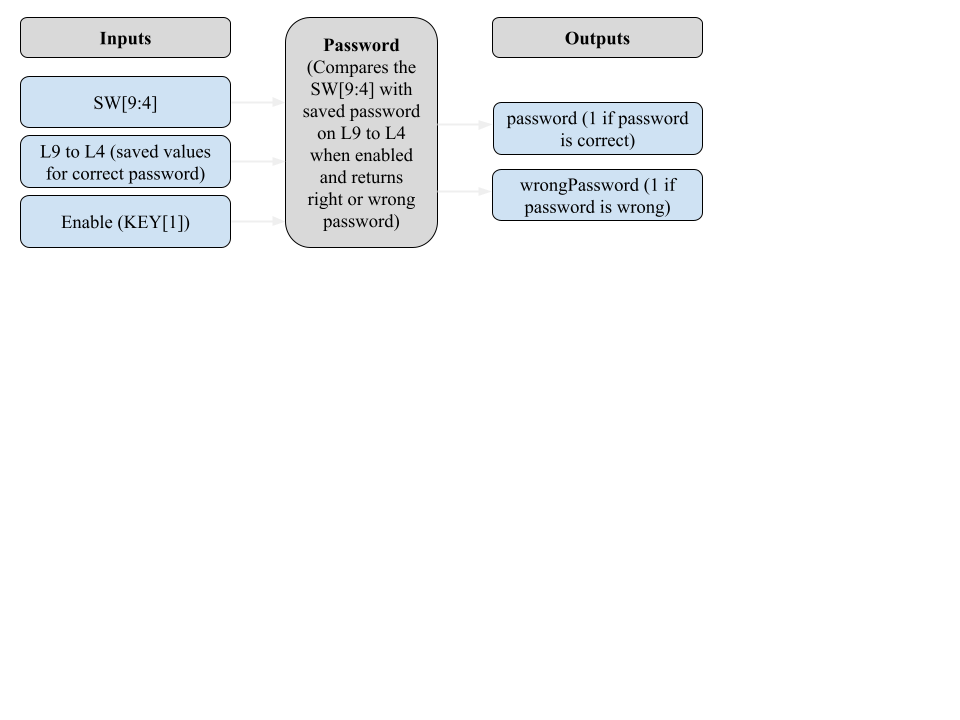 Inputs
SW[9:4]
L9 to L4 (saved values
for correct password)
Enable (KEY[1])
Password
(Compares the
SW[9:4] with
saved password
on L9 to L4
when enabled
and returns
right or wrong
password)
Outputs
password (1 if password
is correct)
wrongPassword (1 if
password is wrong)